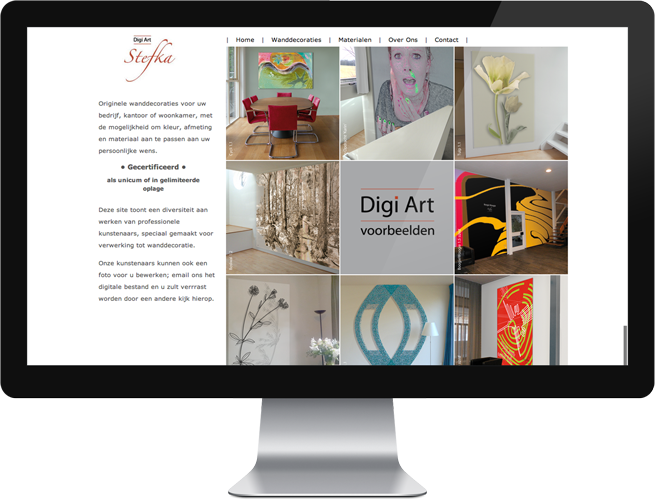 Digi Art
Stefka
| Home | Wanddecoraties | Materialen | Over Ons | Contact |
Originele wanddecoraties voor uw
bedrijf, kantoor of woonkamer, met
de mogelijkheid om kleur, afmeting
en materiaal aan te passen aan uw
persoonlijke wens.
• Gecertificeerd •
als unicum of in gelimiteerde
oplage
Deze site toont een diversiteit aan
werken van professionele
kunstenaars, speciaal gemaakt voor
verwerking tot wanddecoratie.
Onze kunstenaars kunnen ook een
foto voor u bewerken; email ons het
digitale bestand en u zult verrrast
worden door een andere kijk hierop.
Digi Art
voorbeelden